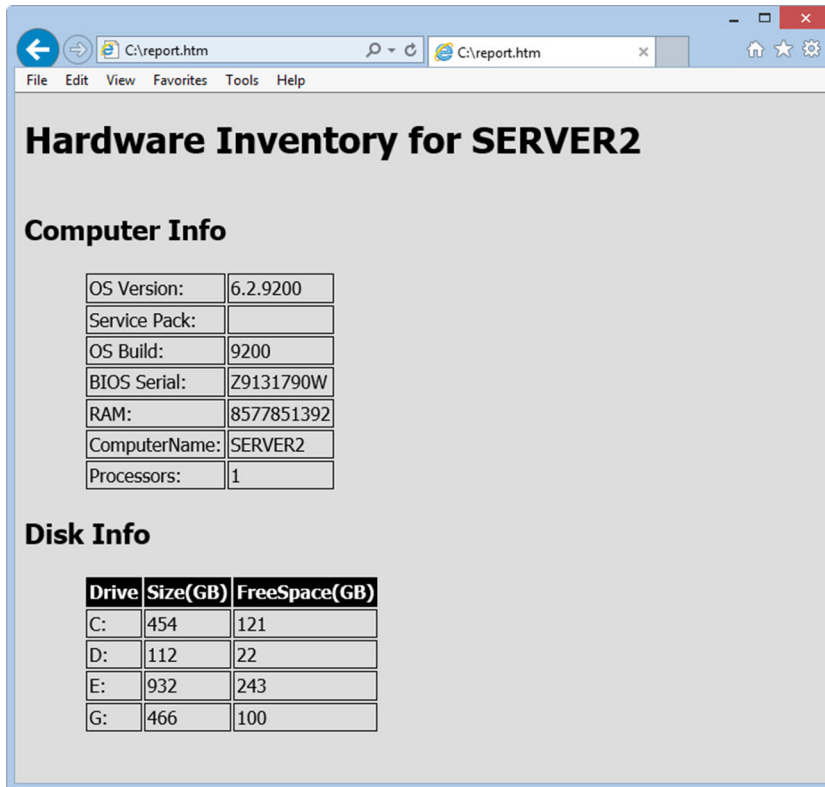 C:\report.htm
C:\report.htm
File Edit View Favorites Tools Help
Hardware Inventory for SERVER2
Computer Info
OS Version: 6.2.9200
Service Pack:
OS Build: 9200
BIOS Serial: Z9131790W
RAM: 8577851392
ComputerName: SERVER2
Processors: 1
Disk Info
Drive Size(GB) FreeSpace(GB)
C: 454 121
D: 112 22
E: 932 243
G: 466 100